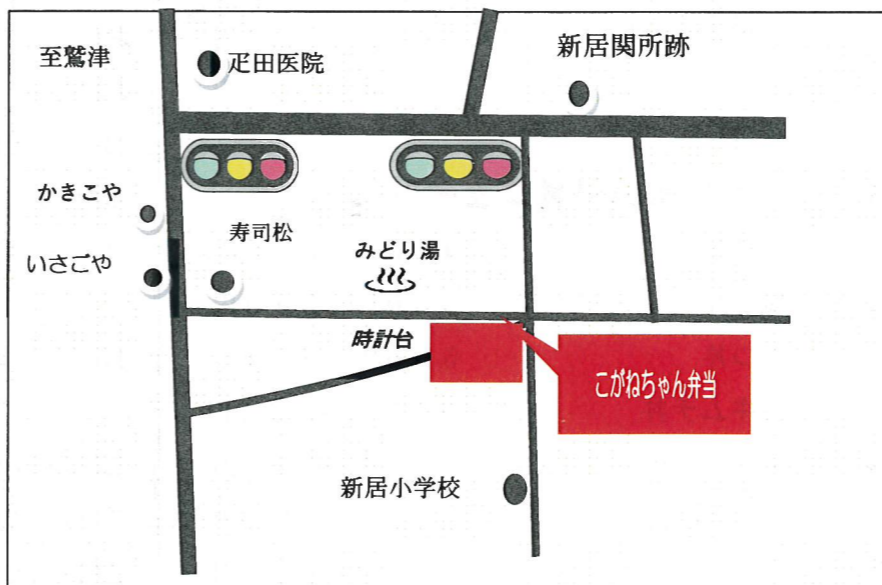 至鷲津
疋田医院
新居関所跡
かきこや
寿司松
いさごや
みどり湯
時計台
こがねちゃん弁当
新居小学校